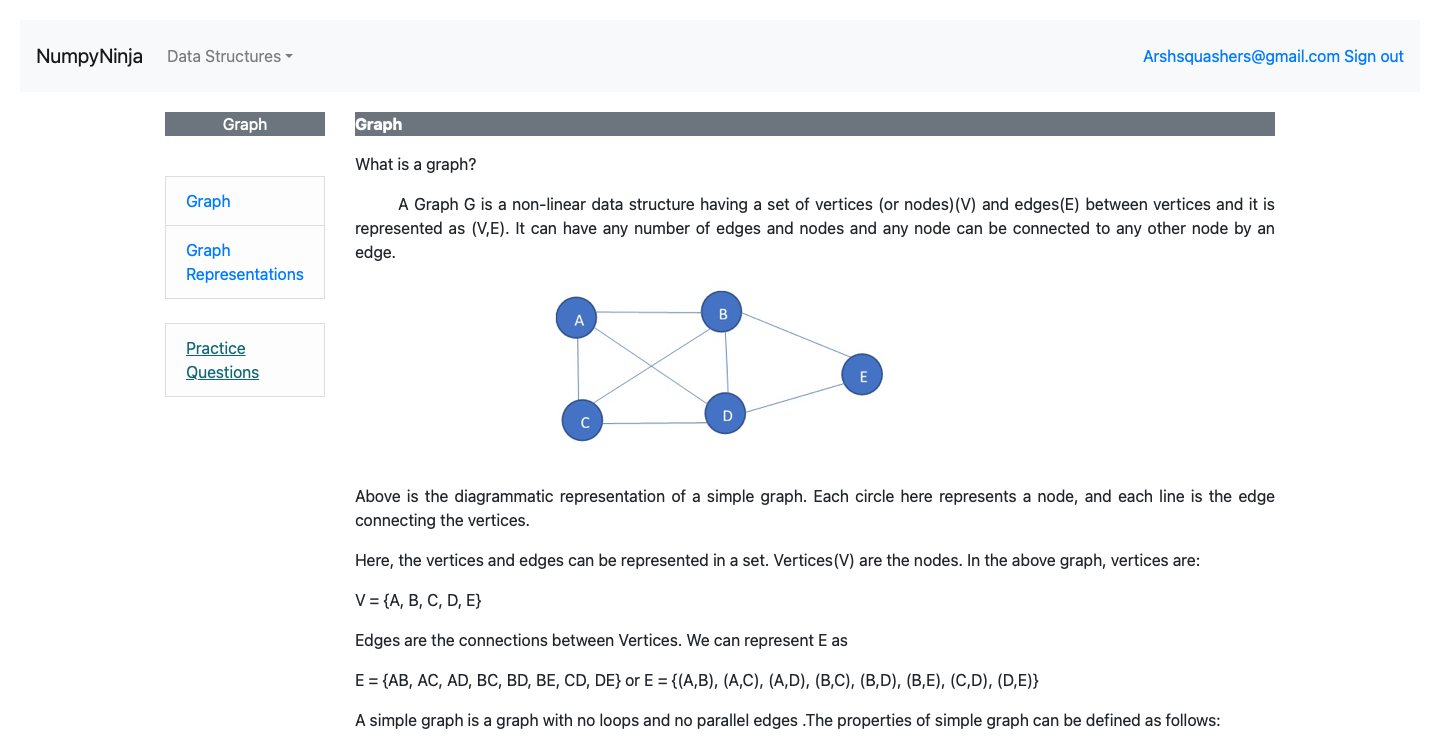 NumpyNinja Data Structures Arshsquashers@gmail.com Sign out
Graph
Graph
Graph
Representations
Practice
Questions
Graph
What is a graph?
A Graph G is a non-linear data structure having a set of vertices (or nodes)(V) and edges(E) between vertices and it is
represented as (V,E). It can have any number of edges and nodes and any node can be connected to any other node by an
edge.
A
B
E
C
D
Above is the diagrammatic representation of a simple graph. Each circle here represents a node, and each line is the edge
connecting the vertices.
Here, the vertices and edges can be represented in a set. Vertices(V) are the nodes. In the above graph, vertices are:
V = {A, B, C, D, E}
Edges are the connections between Vertices. We can represent E as
E = {AB, AC, AD, BC, BD, BE, CD, DE} or E = {(A,B), (A,C), (A,D), (B,C), (B,D), (B,E), (C,D), (D,E)}
A simple graph is a graph with no loops and no parallel edges .The properties of simple graph can be defined as follows: